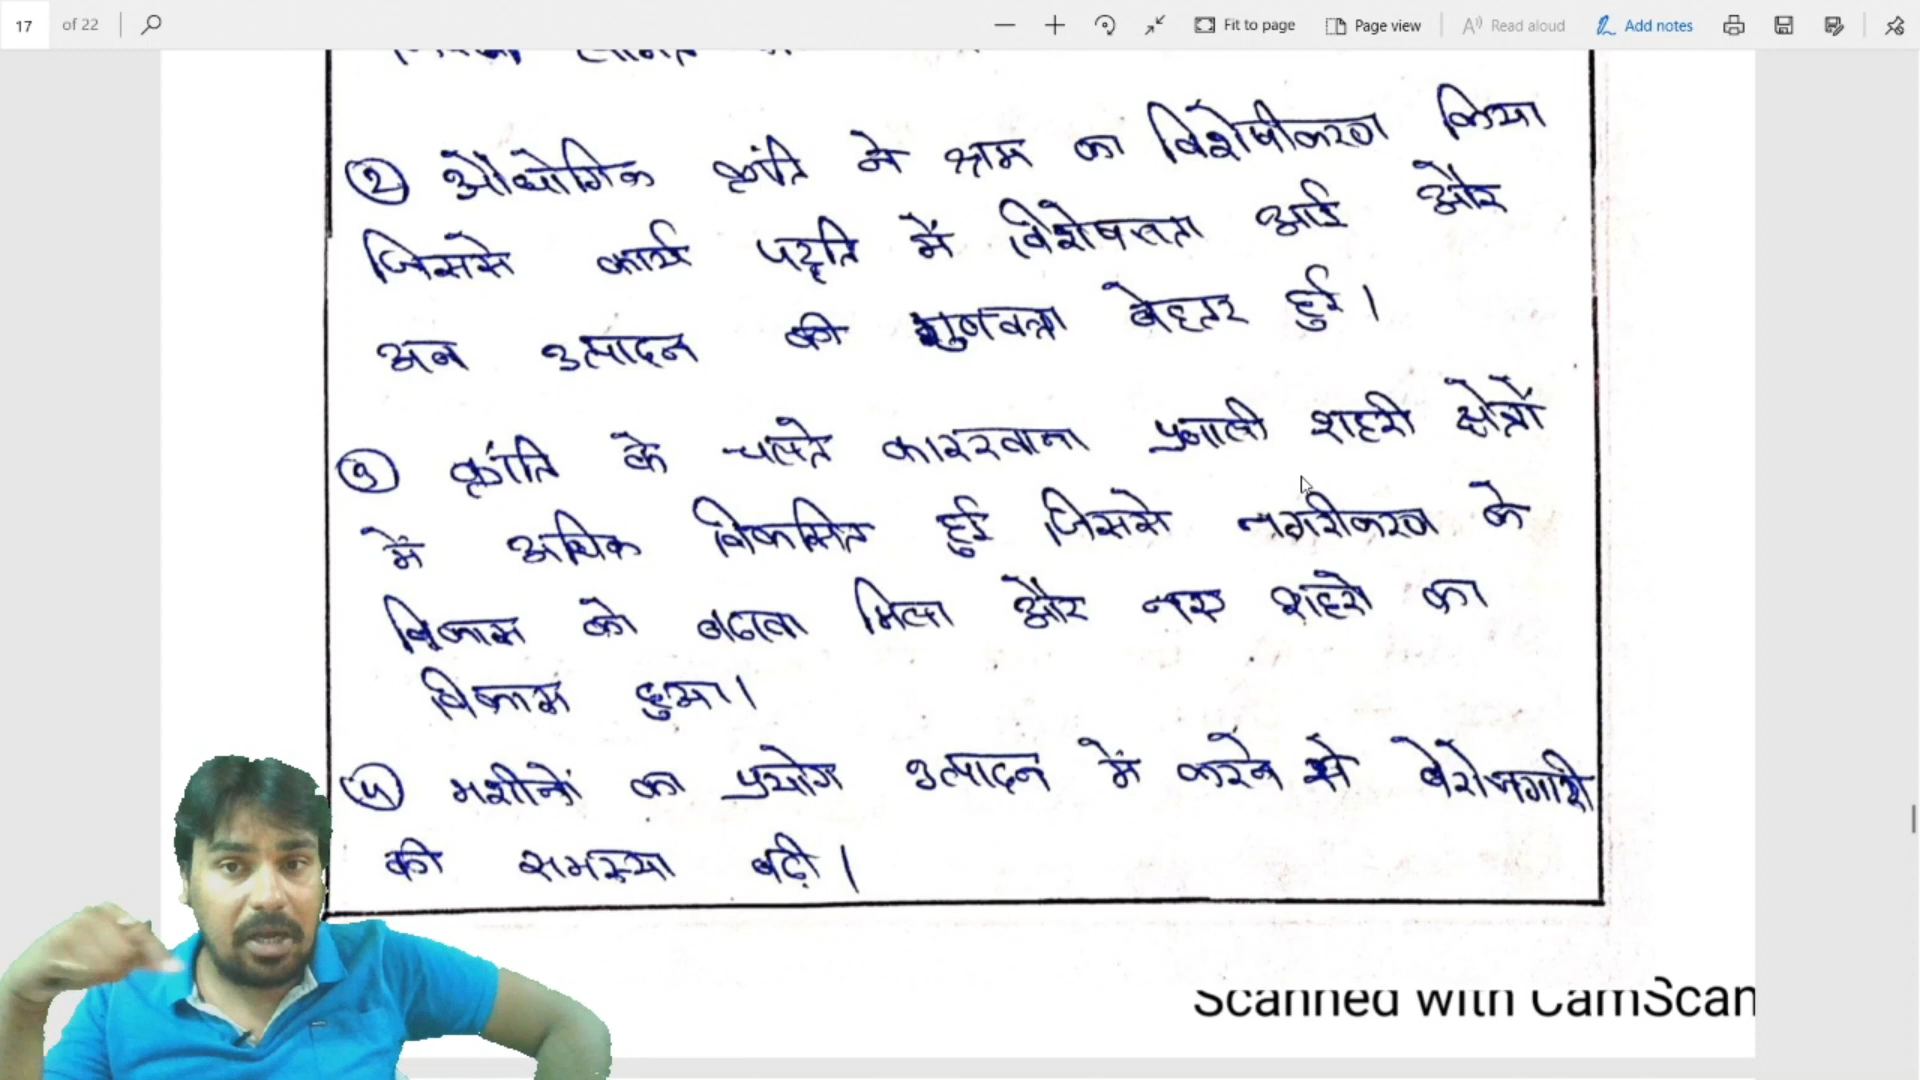 17 of 22 Fit to page Page view Read aloud Add notes
② औद्योगिक क्रांति मे श्रम का विशेषीकरण किया
जिससे कार्य पद्दति में विशेषतता आई और
अब उत्पादन की गुणवत्ता बेहतर हुई।
③ क्रांति के चलते कारखाना प्रणाली शहरी क्षेत्रों
में अधिक विकसित हुई जिससे नगरीकरण के
विकास को बढावा मिला और नए शहरो का
विकास हुआ।
④ मशीनों का प्रयोग उत्पादन में करने से बेरोजगारी
की समस्या बढ़ी।
Scanned with CamScan